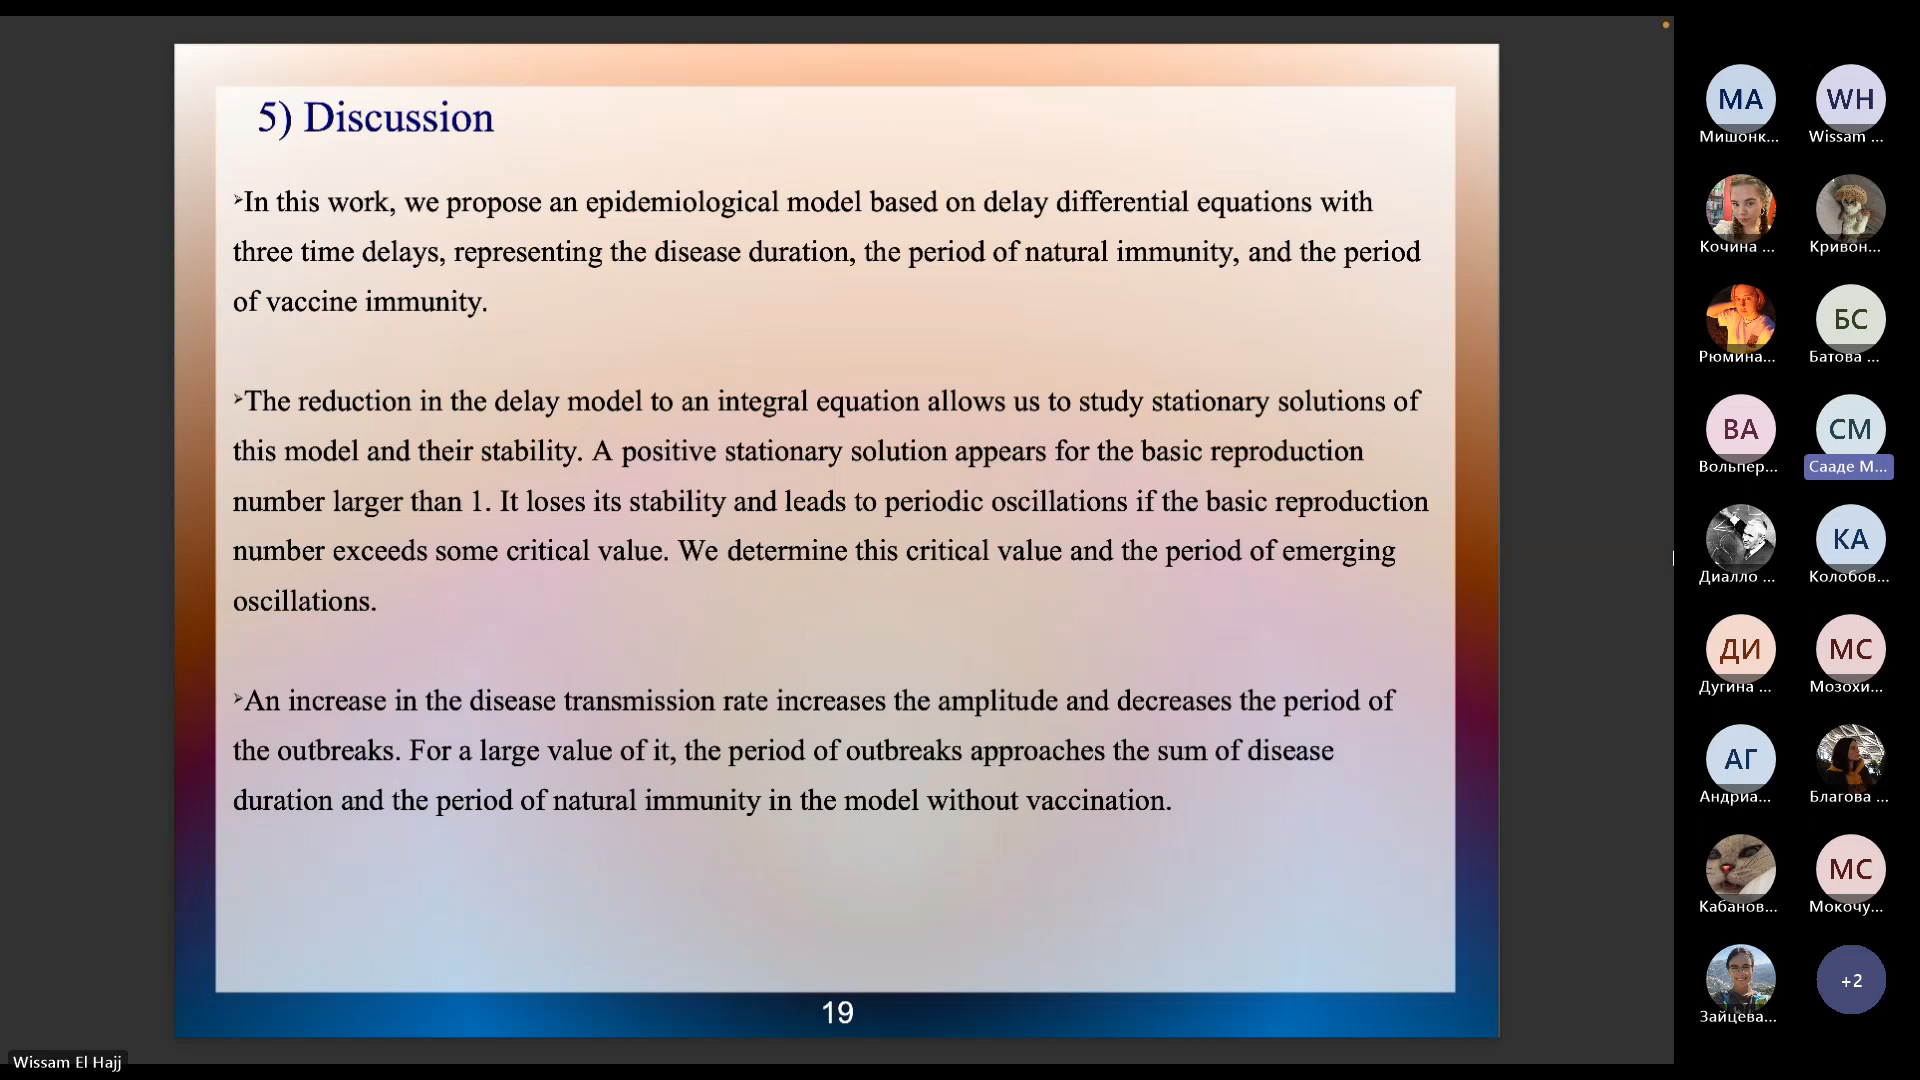 5) Discussion
➢In this work, we propose an epidemiological model based on delay differential equations with
three time delays, representing the disease duration, the period of natural immunity, and the period
of vaccine immunity.
➢The reduction in the delay model to an integral equation allows us to study stationary solutions of
this model and their stability. A positive stationary solution appears for the basic reproduction
number larger than 1. It loses its stability and leads to periodic oscillations if the basic reproduction
number exceeds some critical value. We determine this critical value and the period of emerging
oscillations.
➢An increase in the disease transmission rate increases the amplitude and decreases the period of
the outbreaks. For a large value of it, the period of outbreaks approaches the sum of disease
duration and the period of natural immunity in the model without vaccination.
19
Wissam El Hajj
МА
Мишонк...
WH
Wissam ...
Кочина ...
Кривон...
Рюмина...
БС
Батова ...
ВА
Вольпер...
СМ
Сааде М...
Диалло ...
КА
Колобов...
ДИ
Дугина ...
МС
Мозохи...
АГ
Андриа...
Благова ...
Кабанов...
МС
Мокочу...
Зайцева...
+2